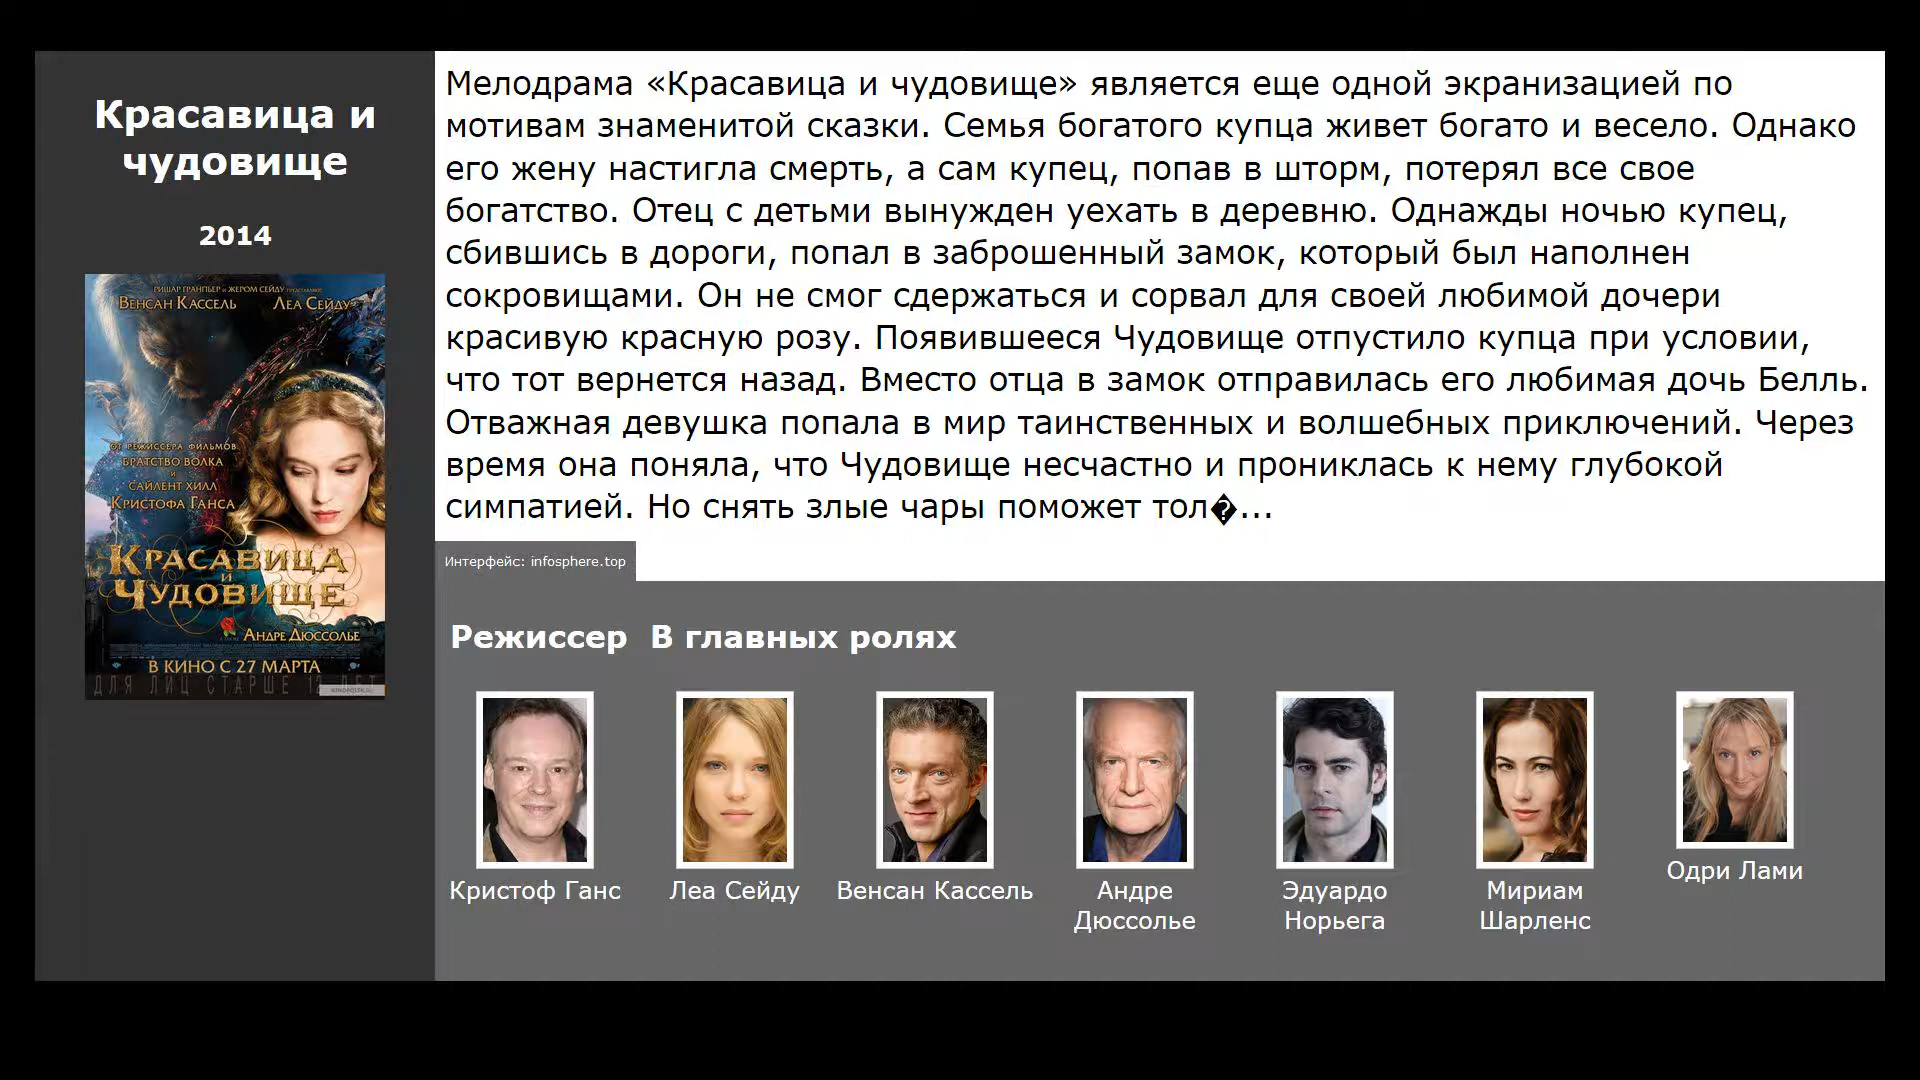 Красавица и
чудовище
2014
РИШАР ГРАНПЬЕР и ЖЕРОМ СЕЙДУ ПРЕДСТАВЛЯЮТ
ВЕНСАН КАССЕЛЬ ЛЕА СЕЙДУ
ОТ РЕЖИССЕРА ФИЛЬМОВ
БРАТСТВО ВОЛКА
И
САЙЛЕНТ ХИЛЛ
КРИСТОФА ГАНСА
КРАСАВИЦА
И
ЧУДОВИЩЕ
АНДРЕ ДЮССОЛЬЕ
В КИНО С 27 МАРТА
ДЛЯ ЛИЦ СТАРШЕ 12 ЛЕТ
Мелодрама «Красавица и чудовище» является еще одной экранизацией по
мотивам знаменитой сказки. Семья богатого купца живет богато и весело. Однако
его жену настигла смерть, а сам купец, попав в шторм, потерял все свое
богатство. Отец с детьми вынужден уехать в деревню. Однажды ночью купец,
сбившись в дороги, попал в заброшенный замок, который был наполнен
сокровищами. Он не смог сдержаться и сорвал для своей любимой дочери
красивую красную розу. Появившееся Чудовище отпустило купца при условии,
что тот вернется назад. Вместо отца в замок отправилась его любимая дочь Белль.
Отважная девушка попала в мир таинственных и волшебных приключений. Через
время она поняла, что Чудовище несчастно и прониклась к нему глубокой
симпатией. Но снять злые чары поможет тол�...
Интерфейс: infosphere.top
Режиссер В главных ролях
Кристоф Ганс
Леа Сейду
Венсан Кассель
Андре
Дюссолье
Эдуардо
Норьега
Мириам
Шарленс
Одри Лами